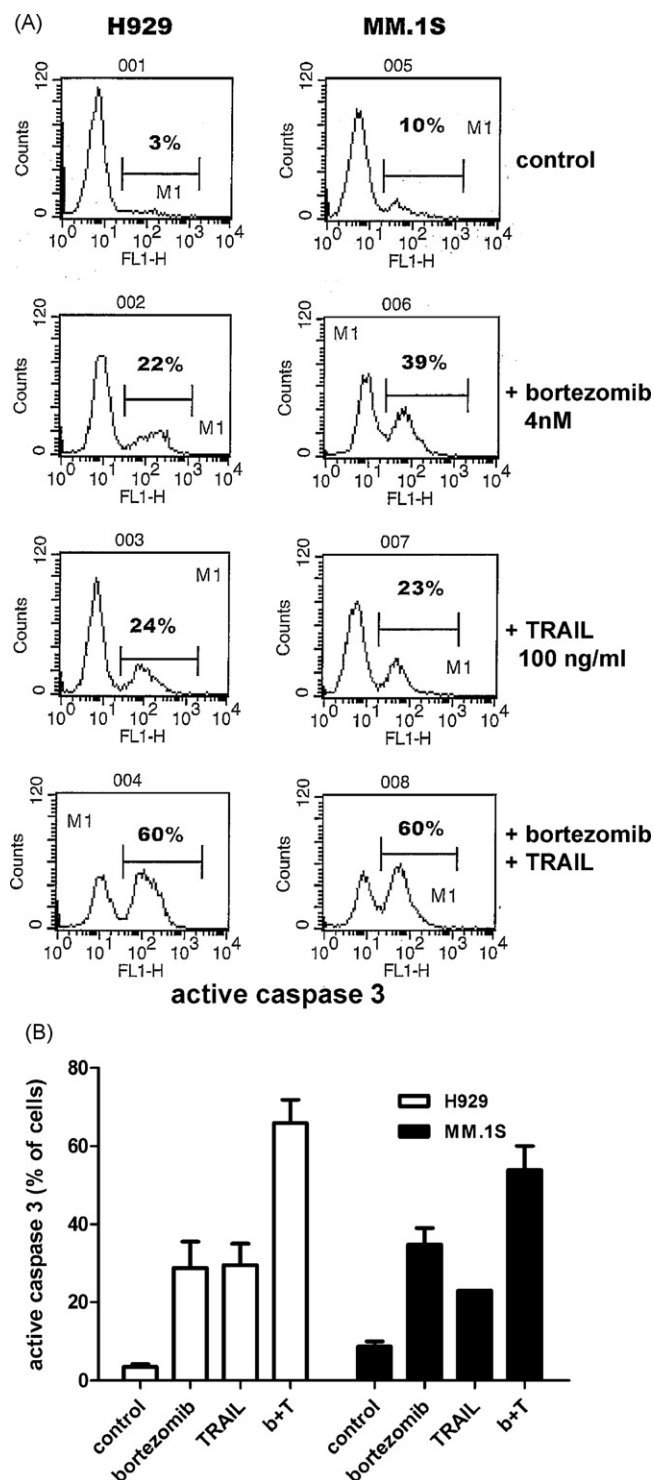 (A)
H929
MM.1S
001
120
Counts
0
3%
M1
10^0 10^1 10^2 10^3 10^4
FL1-H
005
120
Counts
0
10%
M1
10^0 10^1 10^2 10^3 10^4
FL1-H
control
002
120
Counts
0
22%
M1
10^0 10^1 10^2 10^3 10^4
FL1-H
006
120
Counts
0
M1
39%
10^0 10^1 10^2 10^3 10^4
FL1-H
+ bortezomib
4nM
003
120
Counts
0
M1
24%
10^0 10^1 10^2 10^3 10^4
FL1-H
007
120
Counts
0
23%
M1
10^0 10^1 10^2 10^3 10^4
FL1-H
+ TRAIL
100 ng/ml
004
120
Counts
0
M1
60%
10^0 10^1 10^2 10^3 10^4
FL1-H
008
120
Counts
0
60%
M1
10^0 10^1 10^2 10^3 10^4
FL1-H
+ bortezomib
+ TRAIL
active caspase 3
(B)
active caspase 3 (% of cells)
80
60
40
20
0
H929
MM.1S
control
bortezomib
TRAIL
b+T
control
bortezomib
TRAIL
b+T